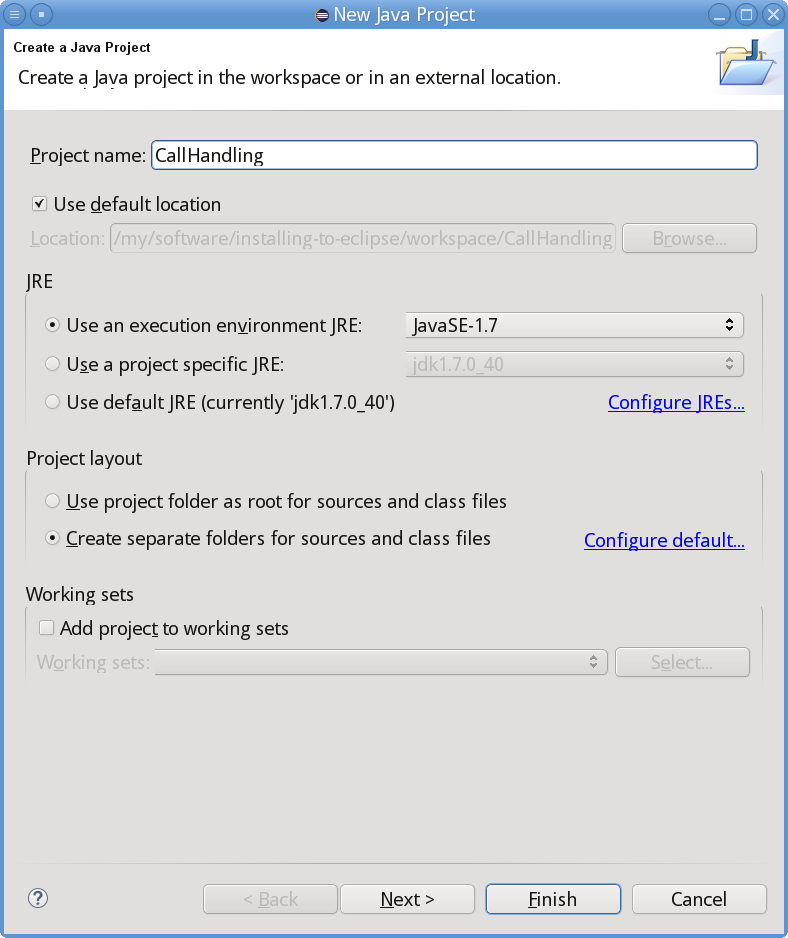 New Java Project
Create a Java Project
Create a Java project in the workspace or in an external location.
Project name: CallHandling
Use default location
Location: /my/software/installing-to-eclipse/workspace/CallHandling Browse...
JRE
Use an execution environment JRE: JavaSE-1.7
Use a project specific JRE: jdk1.7.0_40
Use default JRE (currently 'jdk1.7.0_40') Configure JREs...
Project layout
Use project folder as root for sources and class files
Create separate folders for sources and class files Configure default...
Working sets
Add project to working sets
Working sets: Select...
? < Back Next > Finish Cancel